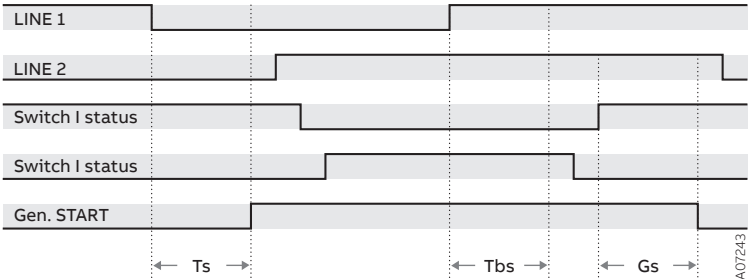 LINE 1
LINE 2
Switch I status
Switch I status
Gen. START
Ts
Tbs
Gs
A07243